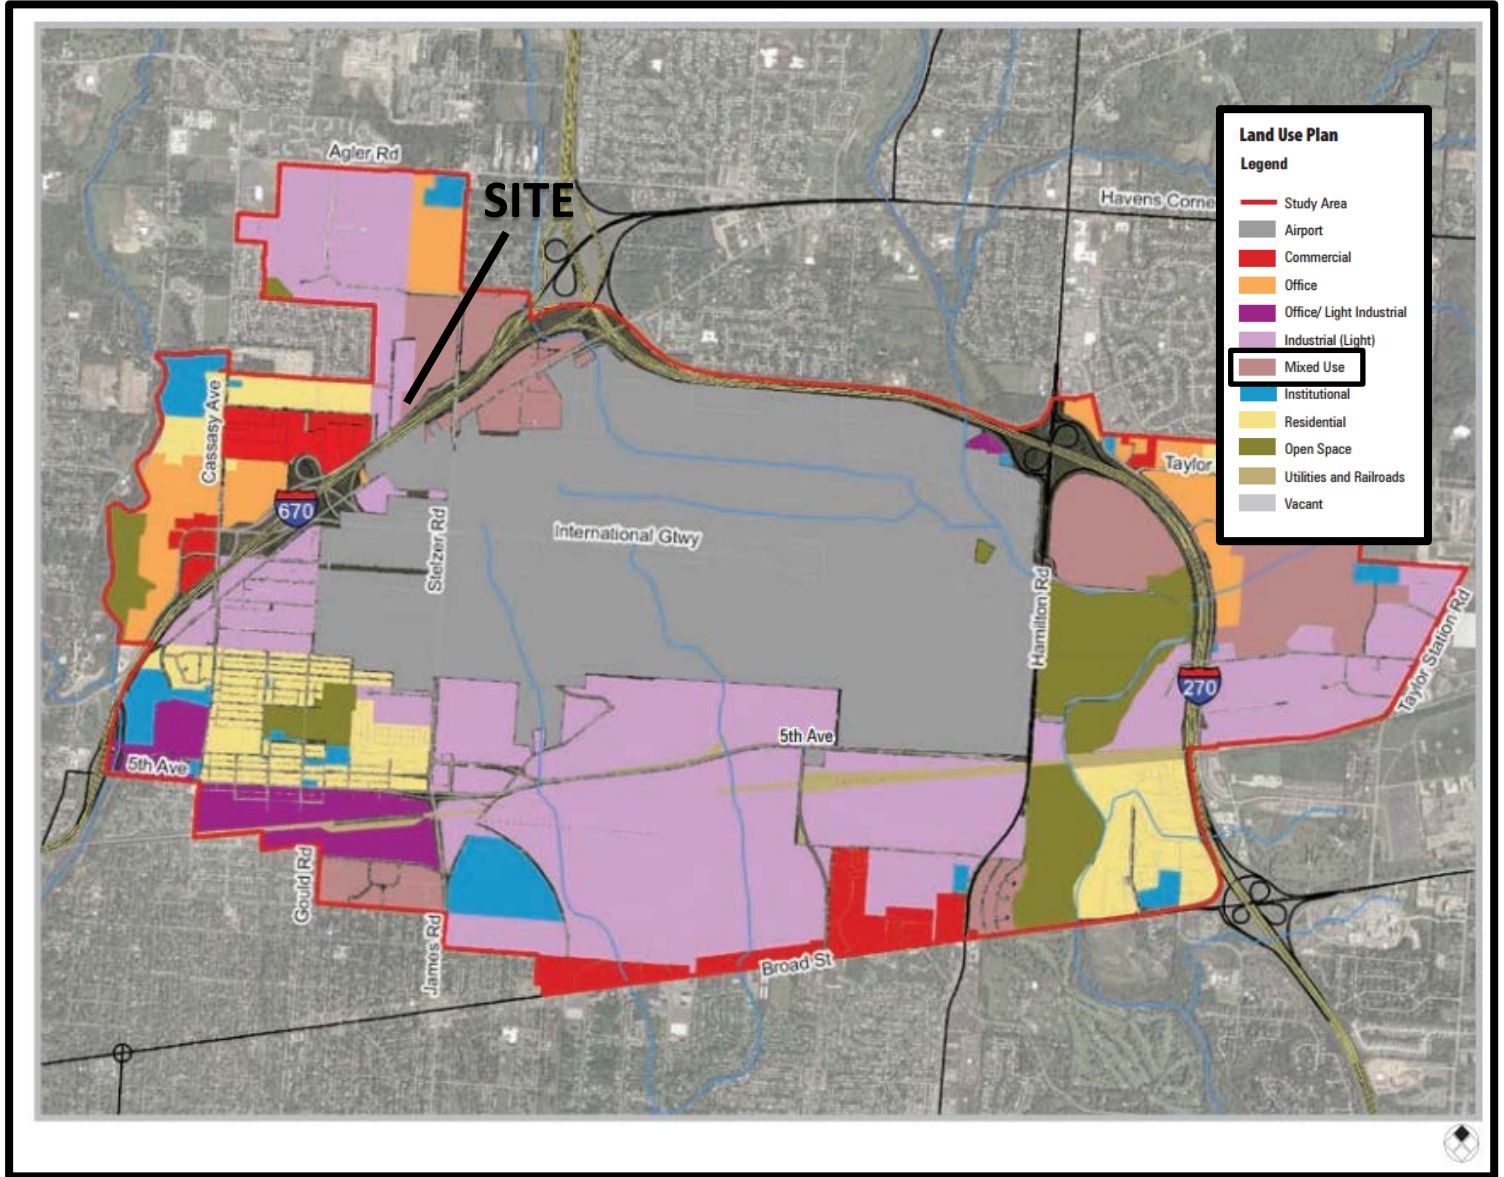 Agler Rd
SITE
Havens Corne
Land Use Plan
Legend
Study Area
Airport
Commercial
Office
Office/ Light Industrial
Industrial (Light)
Mixed Use
Institutional
Residential
Open Space
Utilities and Railroads
Vacant
Cassasy Ave
Taylor
670
Stelzer Rd
International Gtwy
Hamilton Rd
Taylor Station Rd
270
5th Ave
5th Ave
Gould Rd
James Rd
Broad St